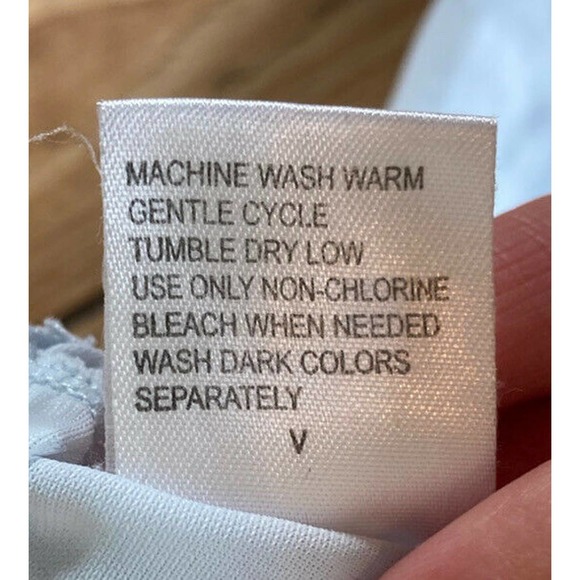 MACHINE WASH WARM
GENTLE CYCLE
TUMBLE DRY LOW
USE ONLY NON-CHLORINE
BLEACH WHEN NEEDED
WASH DARK COLORS
SEPARATELY
V